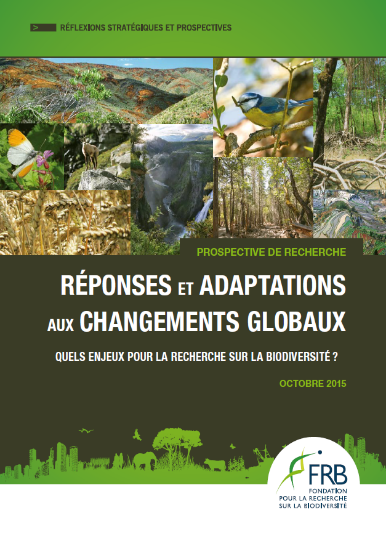 > RÉFLEXIONS STRATÉGIQUES ET PROSPECTIVES
PROSPECTIVE DE RECHERCHE
RÉPONSES ET ADAPTATIONS
AUX CHANGEMENTS GLOBAUX
QUELS ENJEUX POUR LA RECHERCHE SUR LA BIODIVERSITÉ ?
OCTOBRE 2015
FRB
FONDATION
POUR LA RECHERCHE
SUR LA BIODIVERSITÉ